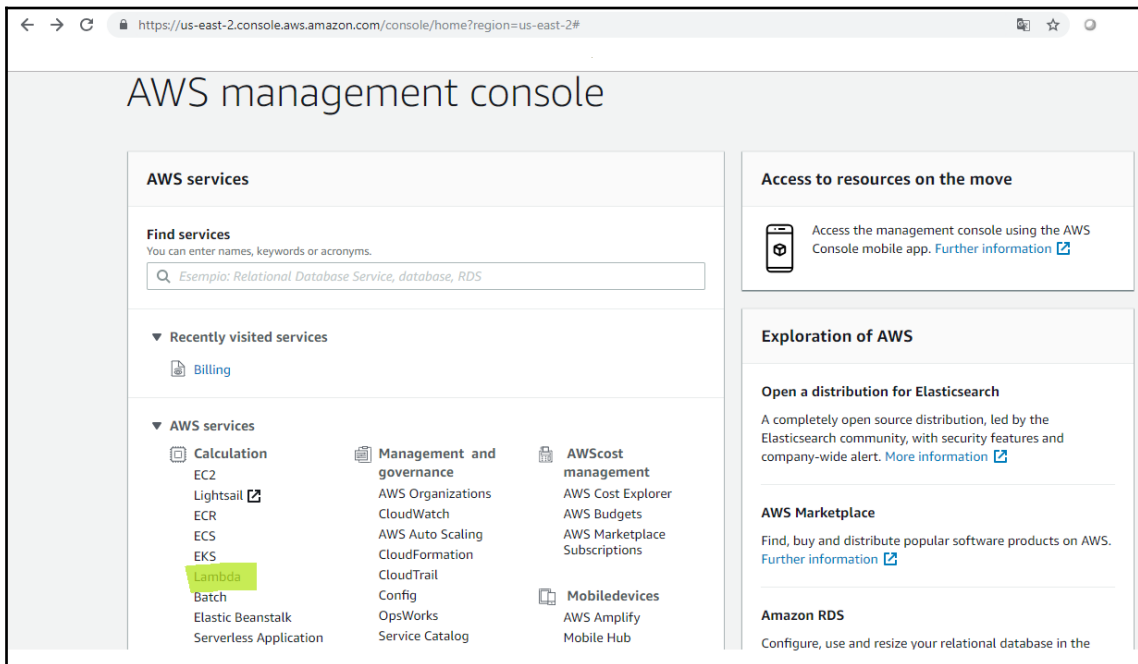 https://us-east-2.console.aws.amazon.com/console/home?region=us-east-2#
AWS management console
AWS services
Find services
You can enter names, keywords or acronyms.
Esempio: Relational Database Service, database, RDS
Recently visited services
Billing
AWS services
Calculation
EC2
Lightsail
ECR
ECS
EKS
Lambda
Batch
Elastic Beanstalk
Serverless Application
Management and
governance
AWS Organizations
CloudWatch
AWS Auto Scaling
CloudFormation
CloudTrail
Config
OpsWorks
Service Catalog
AWScost
management
AWS Cost Explorer
AWS Budgets
AWS Marketplace
Subscriptions
Mobiledevices
AWS Amplify
Mobile Hub
Access to resources on the move
Access the management console using the AWS
Console mobile app. Further information
Exploration of AWS
Open a distribution for Elasticsearch
A completely open source distribution, led by the
Elasticsearch community, with security features and
company-wide alert. More information
AWS Marketplace
Find, buy and distribute popular software products on AWS.
Further information
Amazon RDS
Configure, use and resize your relational database in the